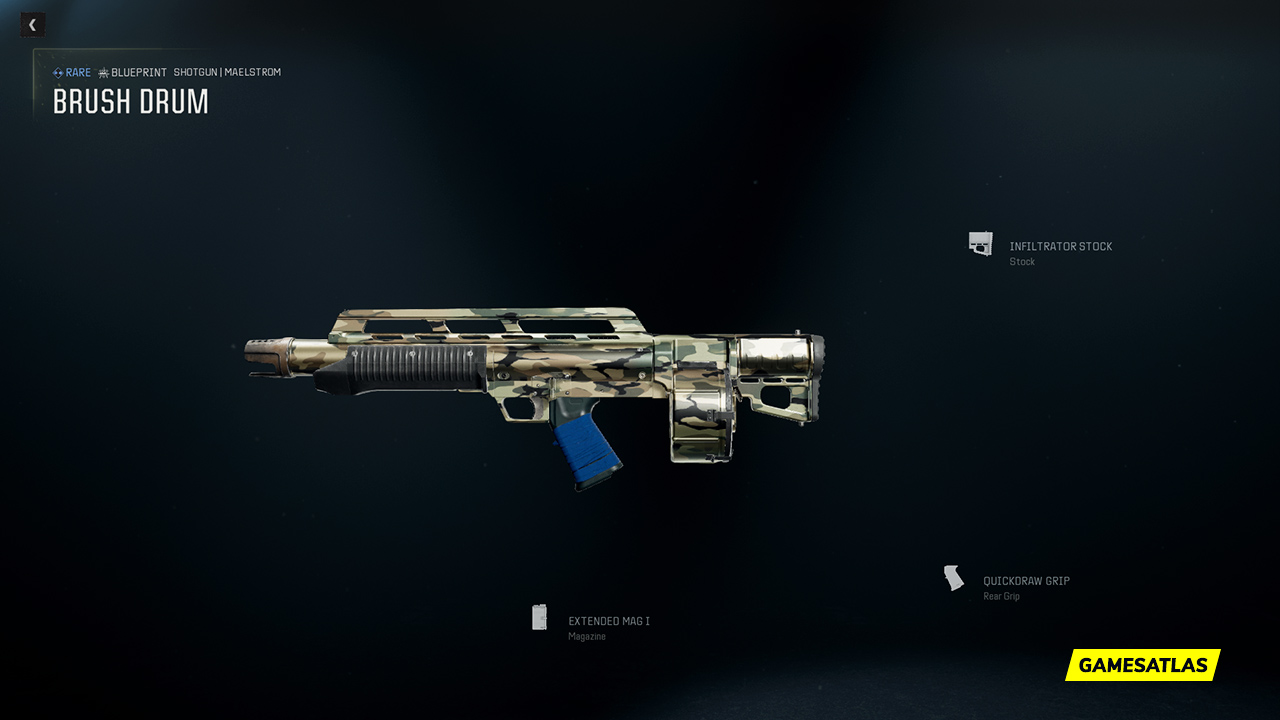 RARE BLUEPRINT SHOTGUN | MAELSTROM
BRUSH DRUM
INFILTRATOR STOCK
Stock
QUICKDRAW GRIP
Rear Grip
EXTENDED MAG I
Magazine
GAMESATLAS